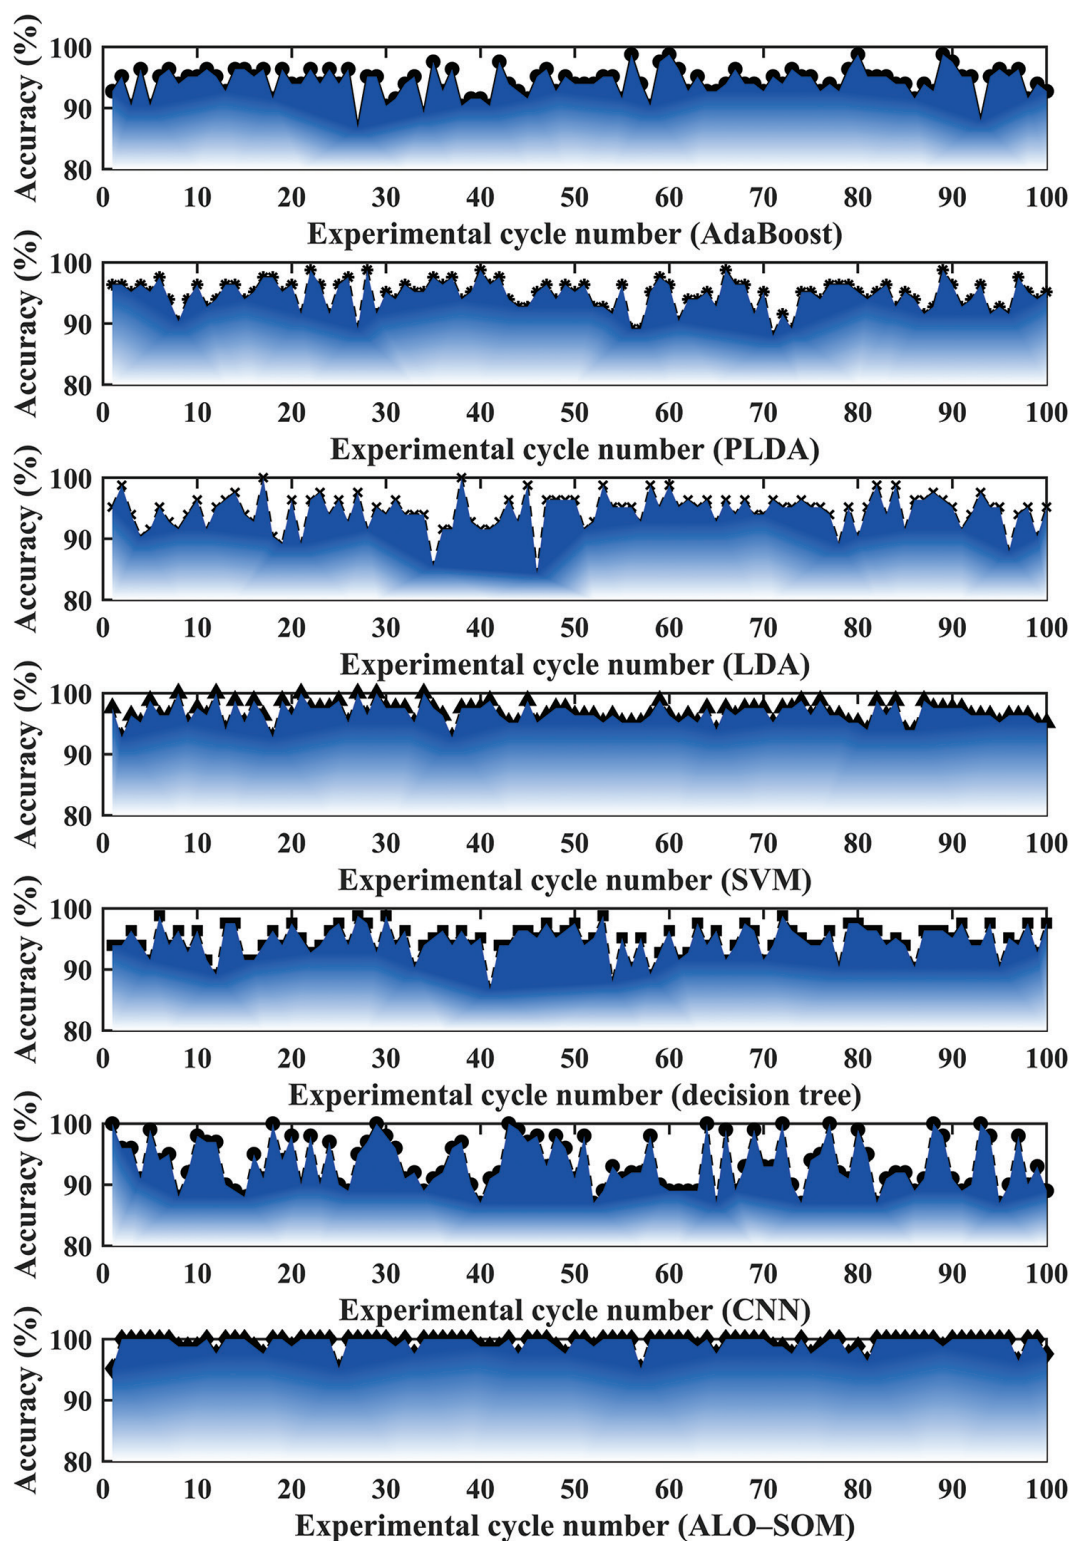 Accuracy (%)
100
90
80
0 10 20 30 40 50 60 70 80 90 100
Experimental cycle number (AdaBoost)
Accuracy (%)
100
90
80
0 10 20 30 40 50 60 70 80 90 100
Experimental cycle number (PLDA)
Accuracy (%)
100
90
80
0 10 20 30 40 50 60 70 80 90 100
Experimental cycle number (LDA)
Accuracy (%)
100
90
80
0 10 20 30 40 50 60 70 80 90 100
Experimental cycle number (SVM)
Accuracy (%)
100
90
80
0 10 20 30 40 50 60 70 80 90 100
Experimental cycle number (decision tree)
Accuracy (%)
100
90
80
0 10 20 30 40 50 60 70 80 90 100
Experimental cycle number (CNN)
Accuracy (%)
100
90
80
0 10 20 30 40 50 60 70 80 90 100
Experimental cycle number (ALO–SOM)